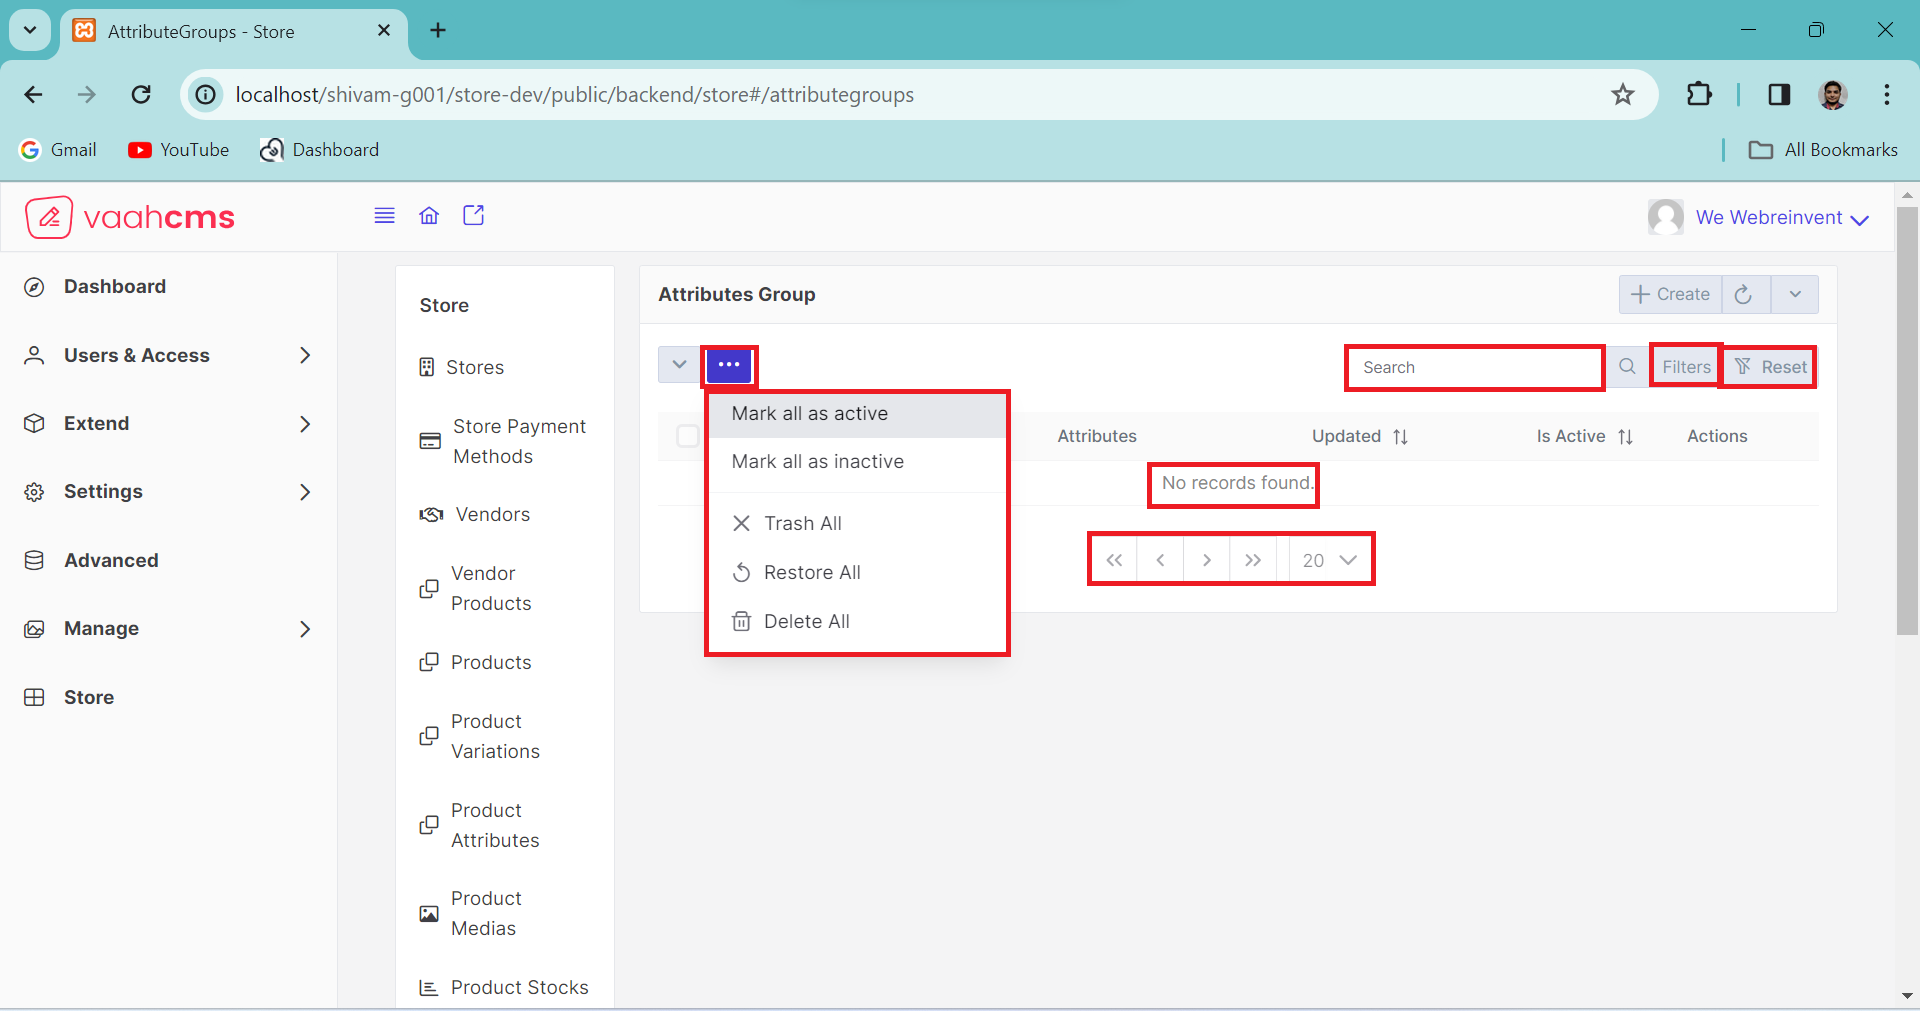 AttributeGroups - Store
localhost/shivam-g001/store-dev/public/backend/store#/attributegroups
Gmail
YouTube
Dashboard
All Bookmarks
vaahcms
We Webreinvent
Dashboard
Users & Access
Extend
Settings
Advanced
Manage
Store
Store
Stores
Store Payment
Methods
Vendors
Vendor
Products
Products
Product
Variations
Product
Attributes
Product
Medias
Product Stocks
Attributes Group
Create
Search
Filters
Reset
Mark all as active
Mark all as inactive
Trash All
Restore All
Delete All
Attributes
Updated
Is Active
Actions
No records found.
20